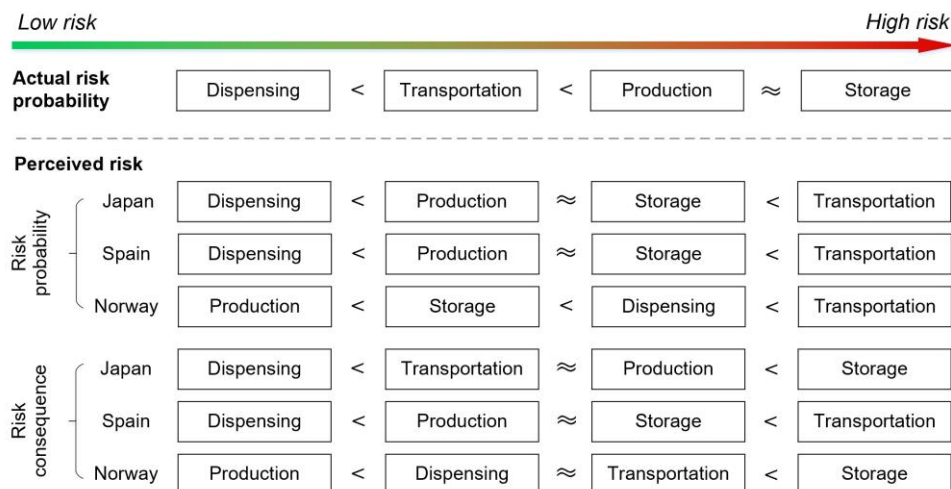 Low risk High risk
Actual risk probability Dispensing < Transportation < Production ≈ Storage
Perceived risk
Risk probability
Japan Dispensing < Production ≈ Storage < Transportation
Spain Dispensing < Production ≈ Storage < Transportation
Norway Production < Storage < Dispensing < Transportation
Risk consequence
Japan Dispensing < Transportation ≈ Production < Storage
Spain Dispensing < Production ≈ Storage < Transportation
Norway Production < Dispensing ≈ Transportation < Storage